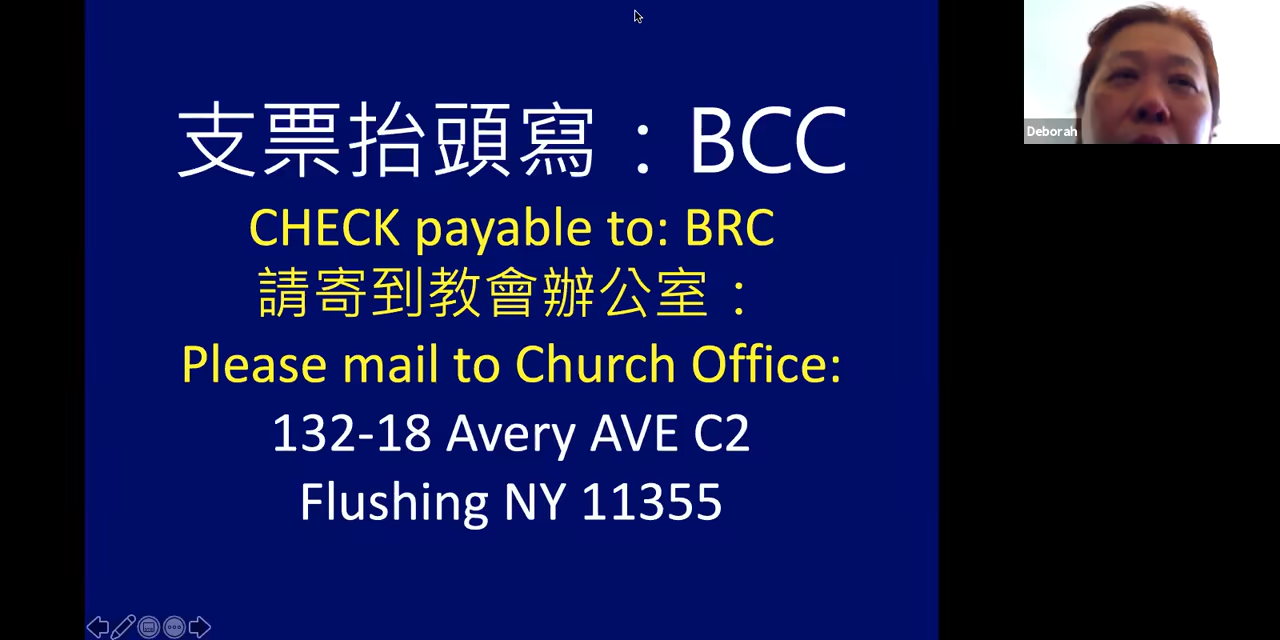 支票抬頭寫：BCC
CHECK payable to: BRC
請寄到教會辦公室：
Please mail to Church Office:
132-18 Avery AVE C2
Flushing NY 11355
Deborah